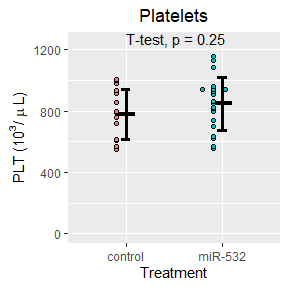 Platelets
T-test, p = 0.25
PLT (10³/ μ L)
1200
800
400
0
control miR-532
Treatment